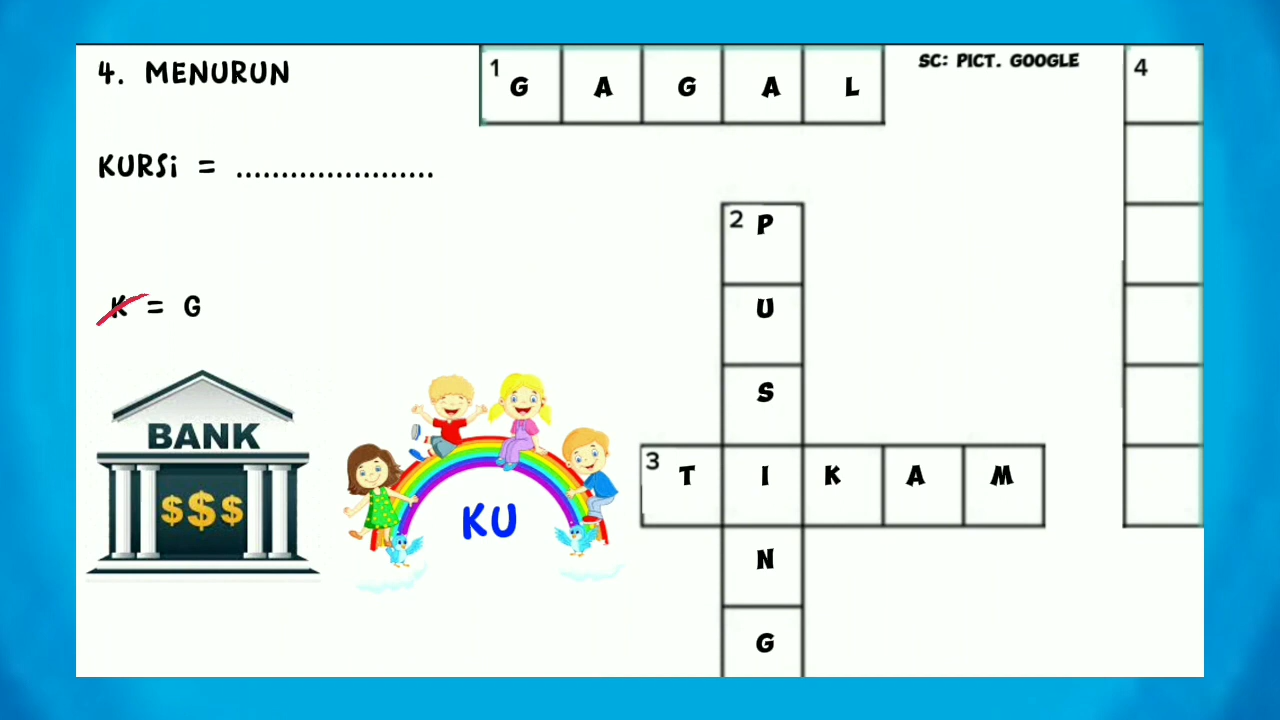 4. MENURUN
KURSi = ......................
K = G
BANK
$$$
KU
SC: PICT. GOOGLE
1 G A G A L
4
2 P
U
S
3 T I K A M
N
G